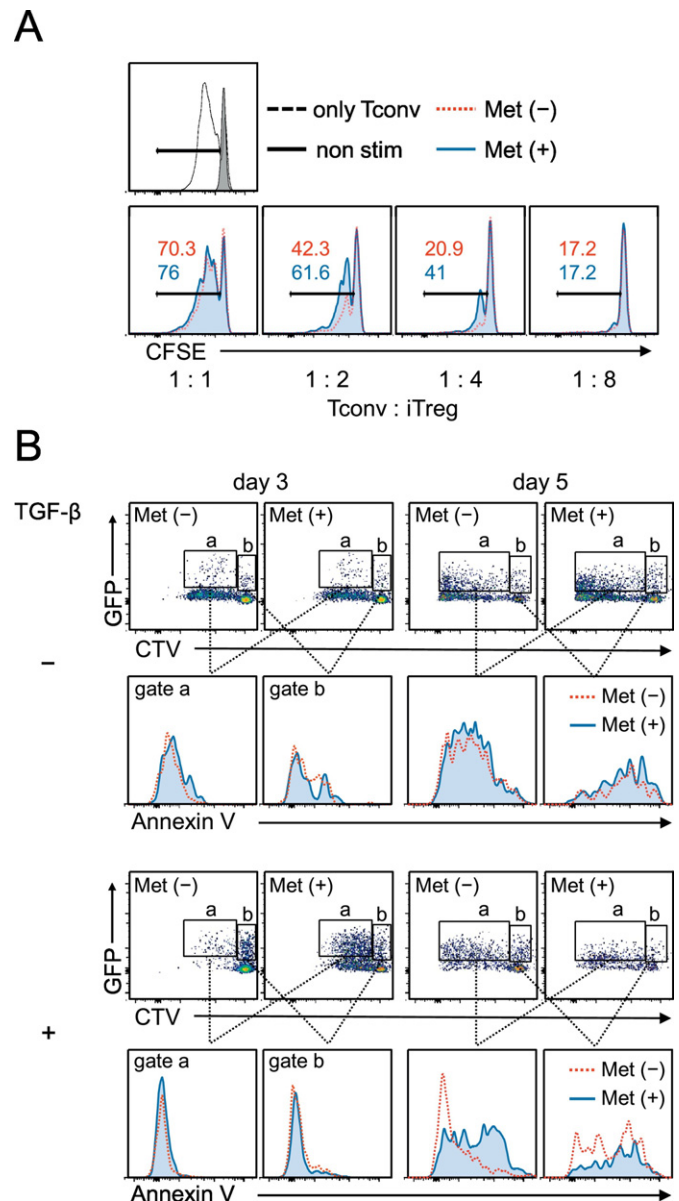 A
only Tconv Met (−)
non stim Met (+)
70.3 42.3 20.9 17.2
76 61.6 41 17.2
CFSE
1 : 1 1 : 2 1 : 4 1 : 8
Tconv : iTreg
B
day 3 day 5
TGF-β Met (−) Met (+) Met (−) Met (+)
a b a b a b a b
GFP
CTV
−
gate a gate b Met (−)
Met (+)
Annexin V
Met (−) Met (+) Met (−) Met (+)
a b a b a b a b
GFP
CTV
+
gate a gate b Met (−)
Met (+)
Annexin V